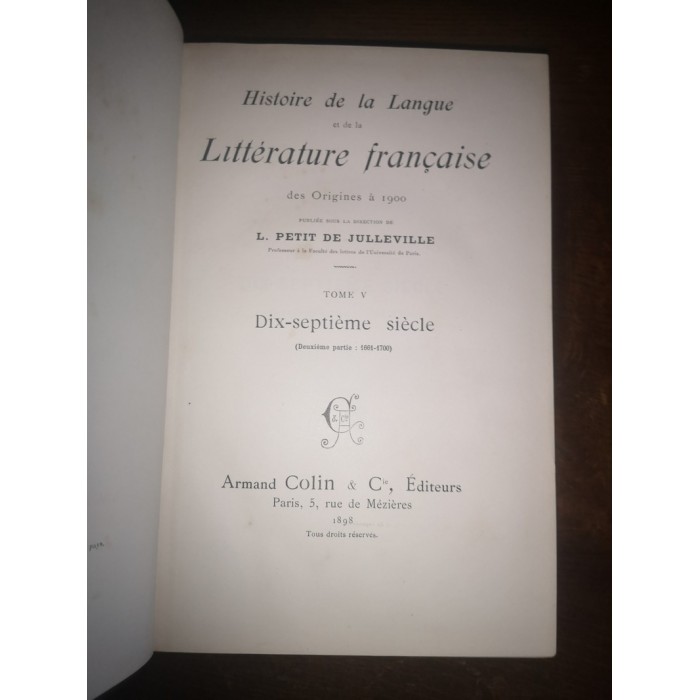 Histoire de la Langue
et de la
Littérature française
des Origines à 1900
PUBLIÉE SOUS LA DIRECTION DE
L. PETIT DE JULLEVILLE
Professeur à la Faculté des lettres de l'Université de Paris.
TOME V
Dix-septième siècle
(Deuxième partie : 1661-1700)
Armand Colin & Cie, Éditeurs
Paris, 5, rue de Mézières
1898
Tous droits réservés.
pays.